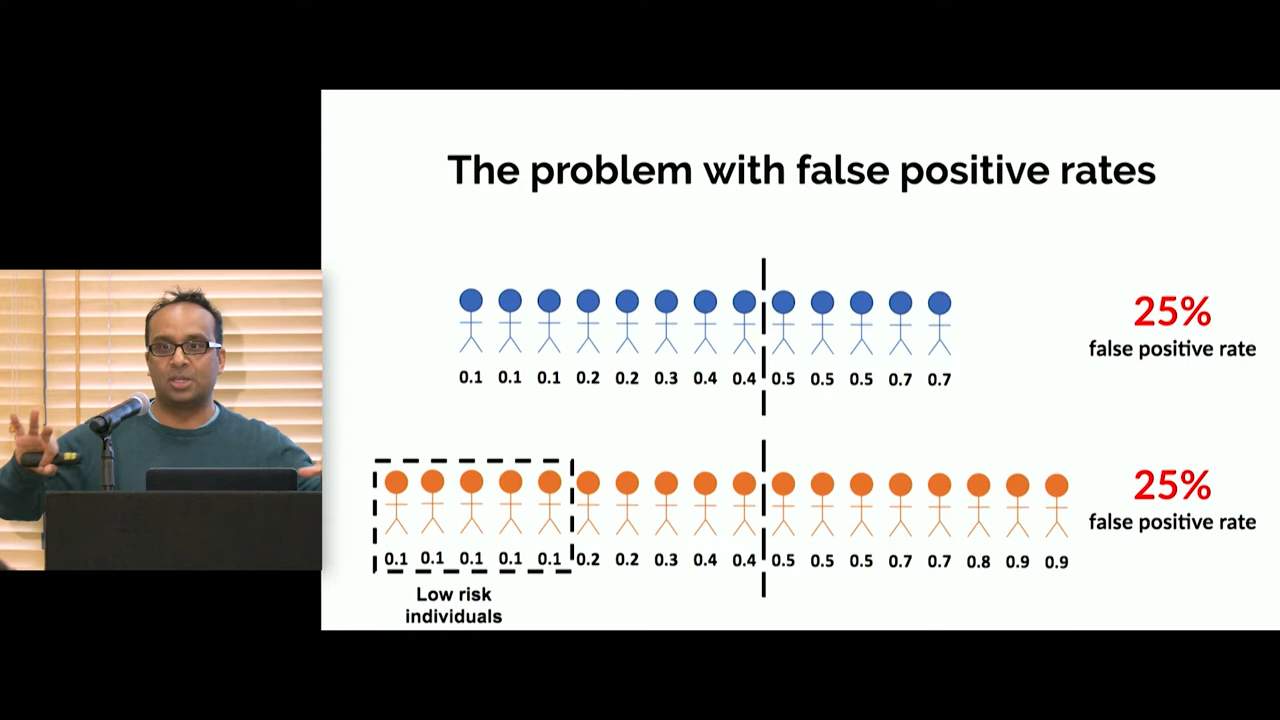 The problem with false positive rates
0.1 0.1 0.1 0.2 0.2 0.3 0.4 0.4 0.5 0.5 0.5 0.7 0.7
25%
false positive rate
0.1 0.1 0.1 0.1 0.1 0.2 0.2 0.3 0.4 0.4 0.5 0.5 0.5 0.7 0.7 0.8 0.9 0.9
25%
false positive rate
Low risk
individuals